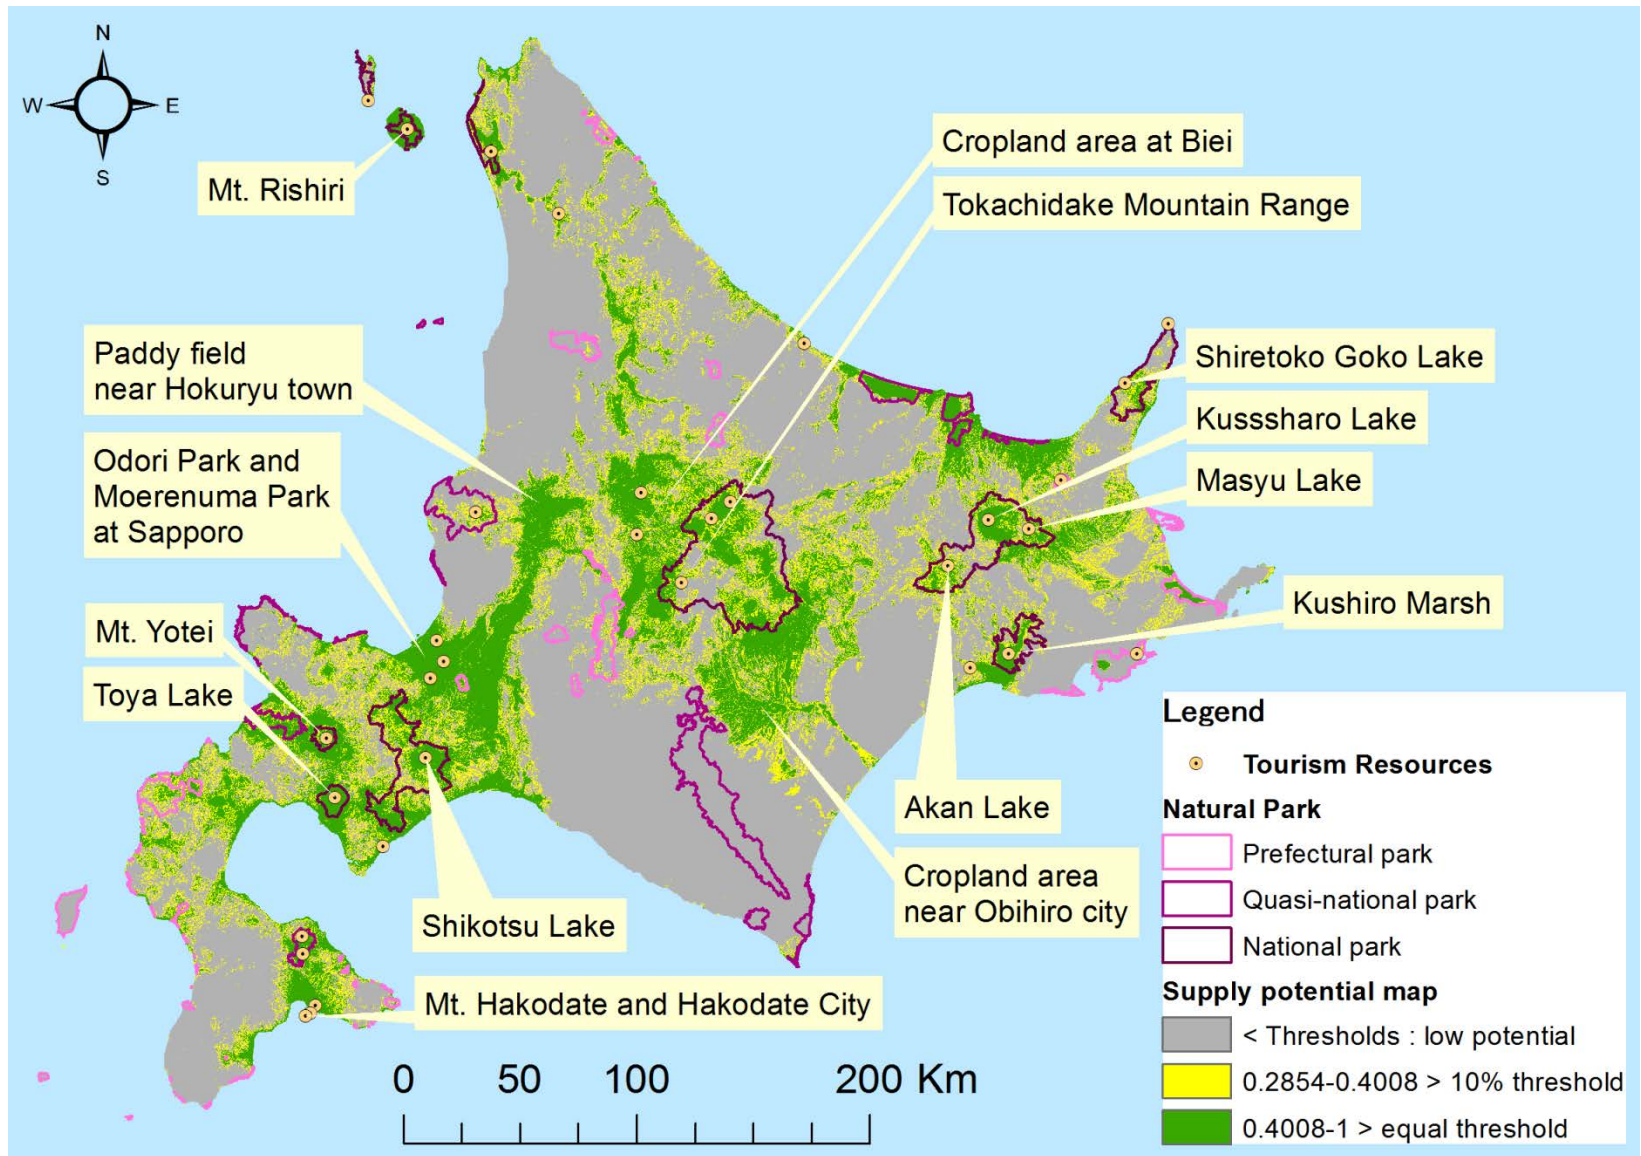 N
W
E
S
Mt. Rishiri
Cropland area at Biei
Tokachidake Mountain Range
Paddy field
near Hokuryu town
Shiretoko Goko Lake
Kusssharo Lake
Masyu Lake
Odori Park and
Moerenuma Park
at Sapporo
Kushiro Marsh
Mt. Yotei
Toya Lake
Akan Lake
Cropland area
near Obihiro city
Shikotsu Lake
Mt. Hakodate and Hakodate City
0 50 100 200 Km
Legend
Tourism Resources
Natural Park
Prefectural park
Quasi-national park
National park
Supply potential map
< Thresholds : low potential
0.2854-0.4008 > 10% threshold
0.4008-1 > equal threshold